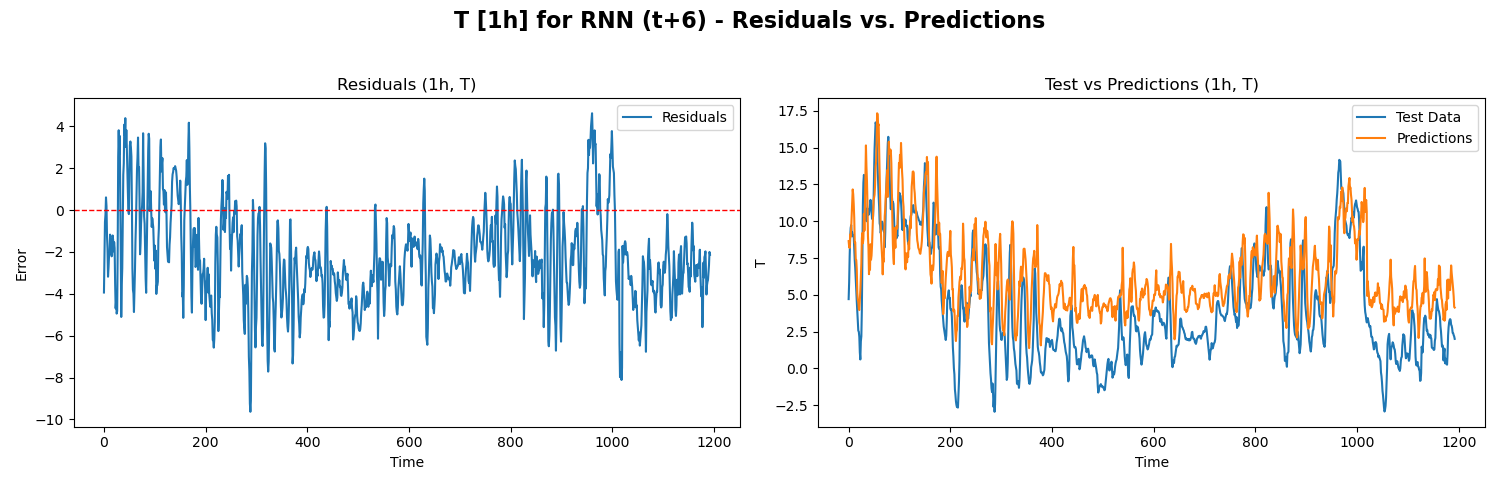 T [1h] for RNN (t+6) - Residuals vs. Predictions
Residuals (1h, T)
Residuals
Error
4
2
0
−2
−4
−6
−8
−10
0 200 400 600 800 1000 1200
Time
Test vs Predictions (1h, T)
Test Data
Predictions
T
17.5
15.0
12.5
10.0
7.5
5.0
2.5
0.0
−2.5
0 200 400 600 800 1000 1200
Time